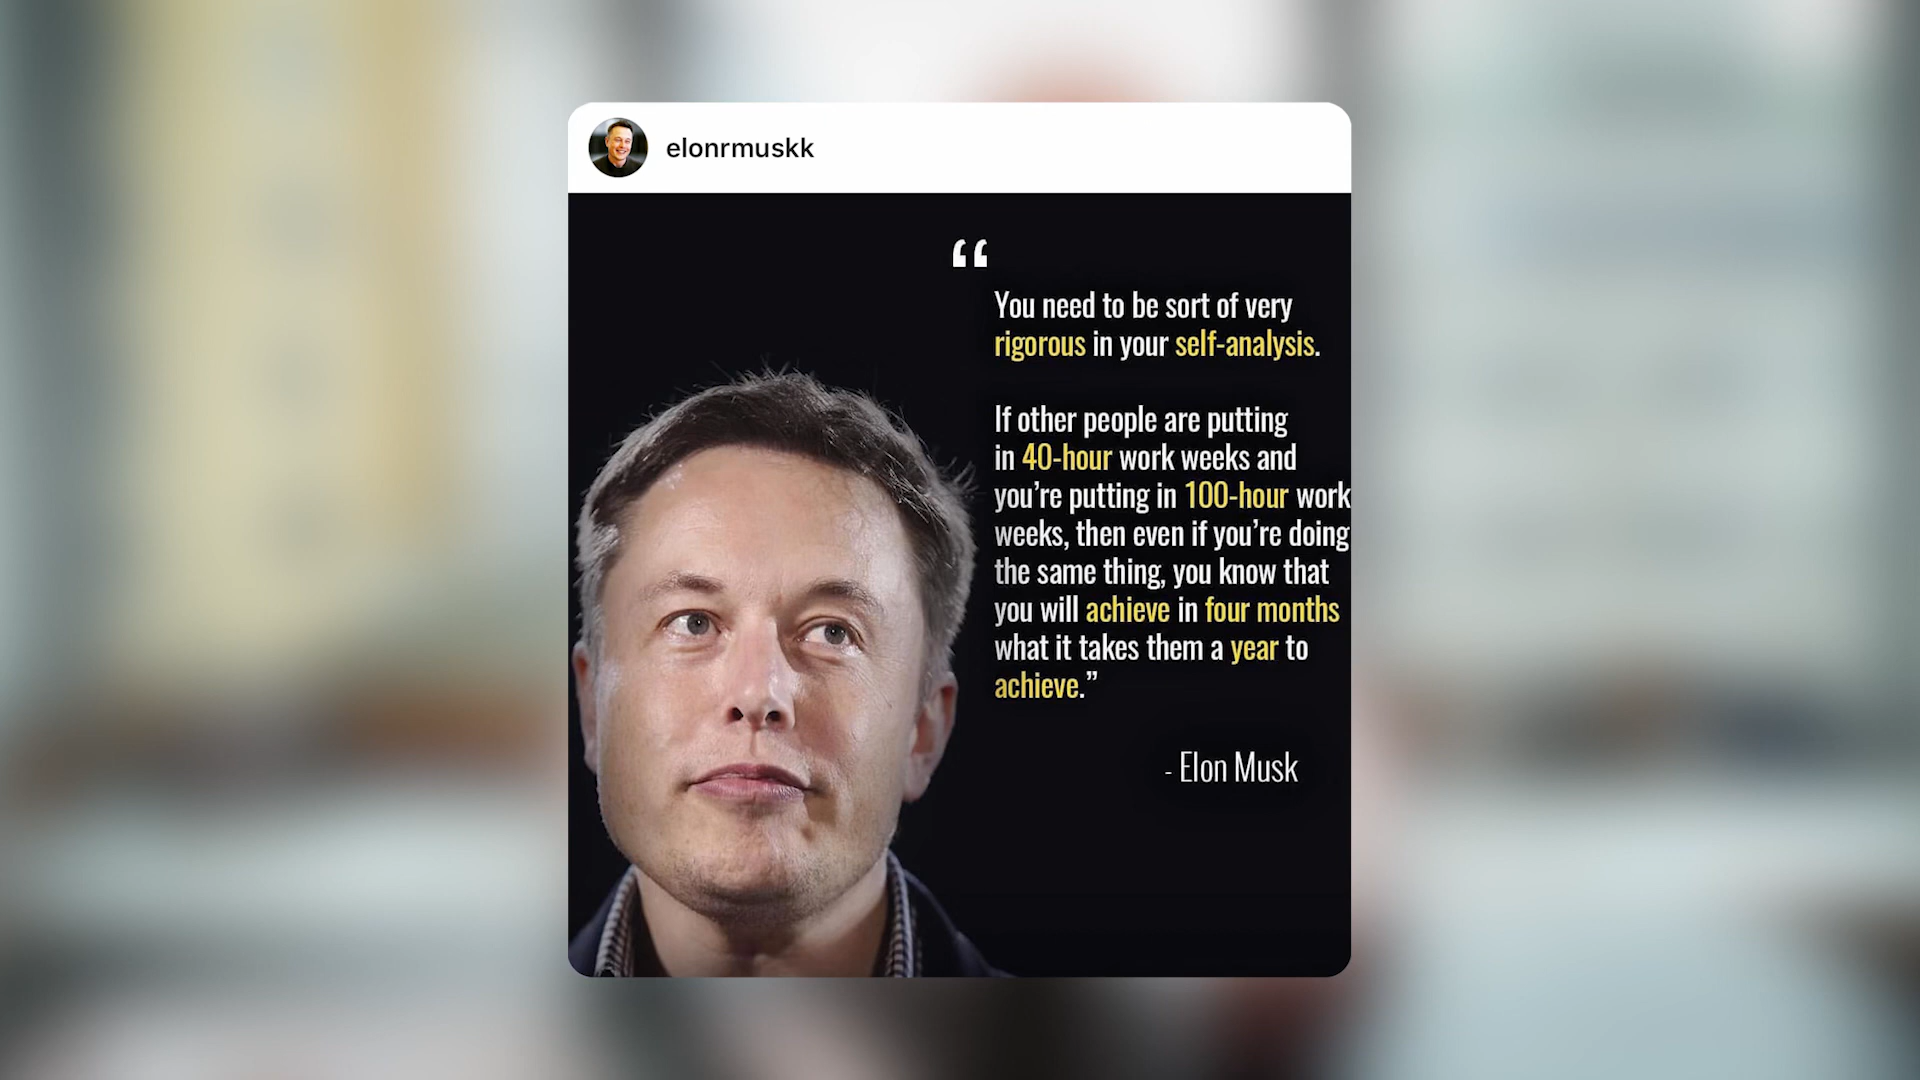 elonrmuskk
“
You need to be sort of very
rigorous in your self-analysis.
If other people are putting
in 40-hour work weeks and
you’re putting in 100-hour work
weeks, then even if you’re doing
the same thing, you know that
you will achieve in four months
what it takes them a year to
achieve.”
- Elon Musk